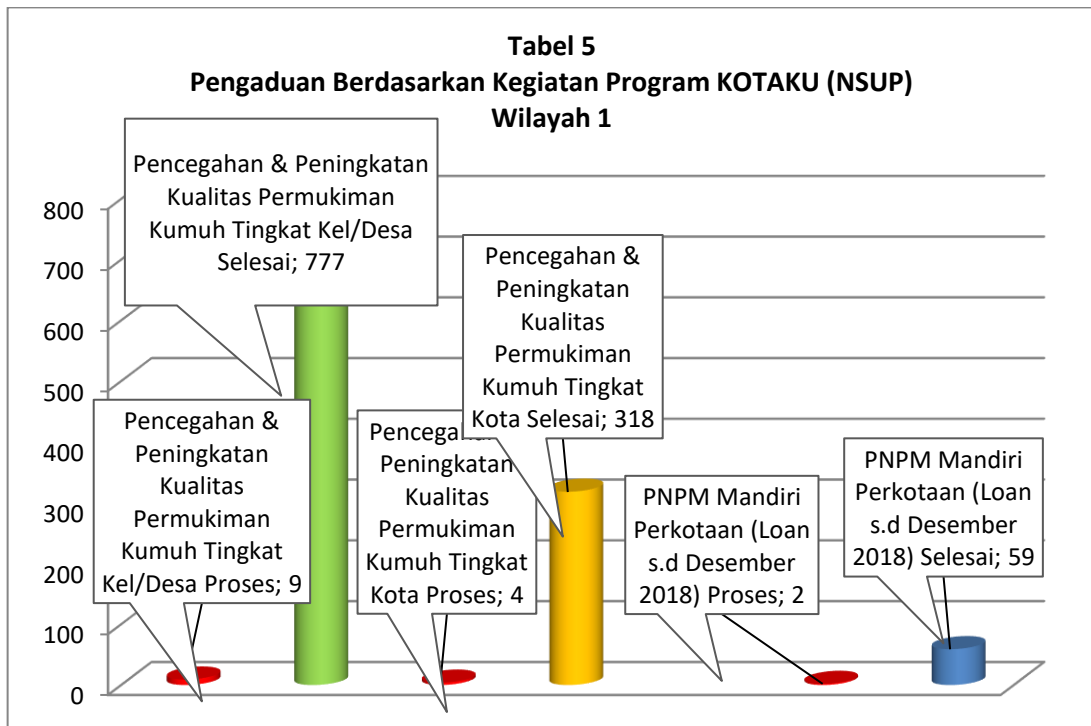 Tabel 5
Pengaduan Berdasarkan Kegiatan Program KOTAKU (NSUP)
Wilayah 1
800
700
600
500
400
300
200
100
0
Pencegahan & Peningkatan
Kualitas Permukiman
Kumuh Tingkat Kel/Desa
Selesai; 777
Pencegahan &
Peningkatan
Kualitas
Permukiman
Kumuh Tingkat
Kel/Desa Proses; 9
Peningkatan
Kualitas
Permukiman
Kumuh Tingkat
Kota Proses; 4
Pencegahan &
Peningkatan
Kualitas
Permukiman
Kumuh Tingkat
Kota Selesai; 318
PNPM Mandiri
Perkotaan (Loan
s.d Desember
2018) Proses; 2
PNPM Mandiri
Perkotaan (Loan
s.d Desember
2018) Selesai; 59